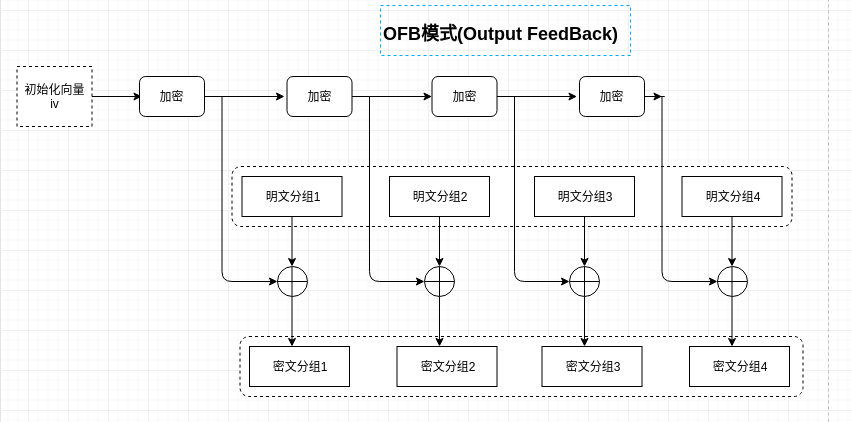 OFB模式(Output FeedBack)
初始化向量
iv
加密
加密
加密
加密
明文分组1
明文分组2
明文分组3
明文分组4
密文分组1
密文分组2
密文分组3
密文分组4